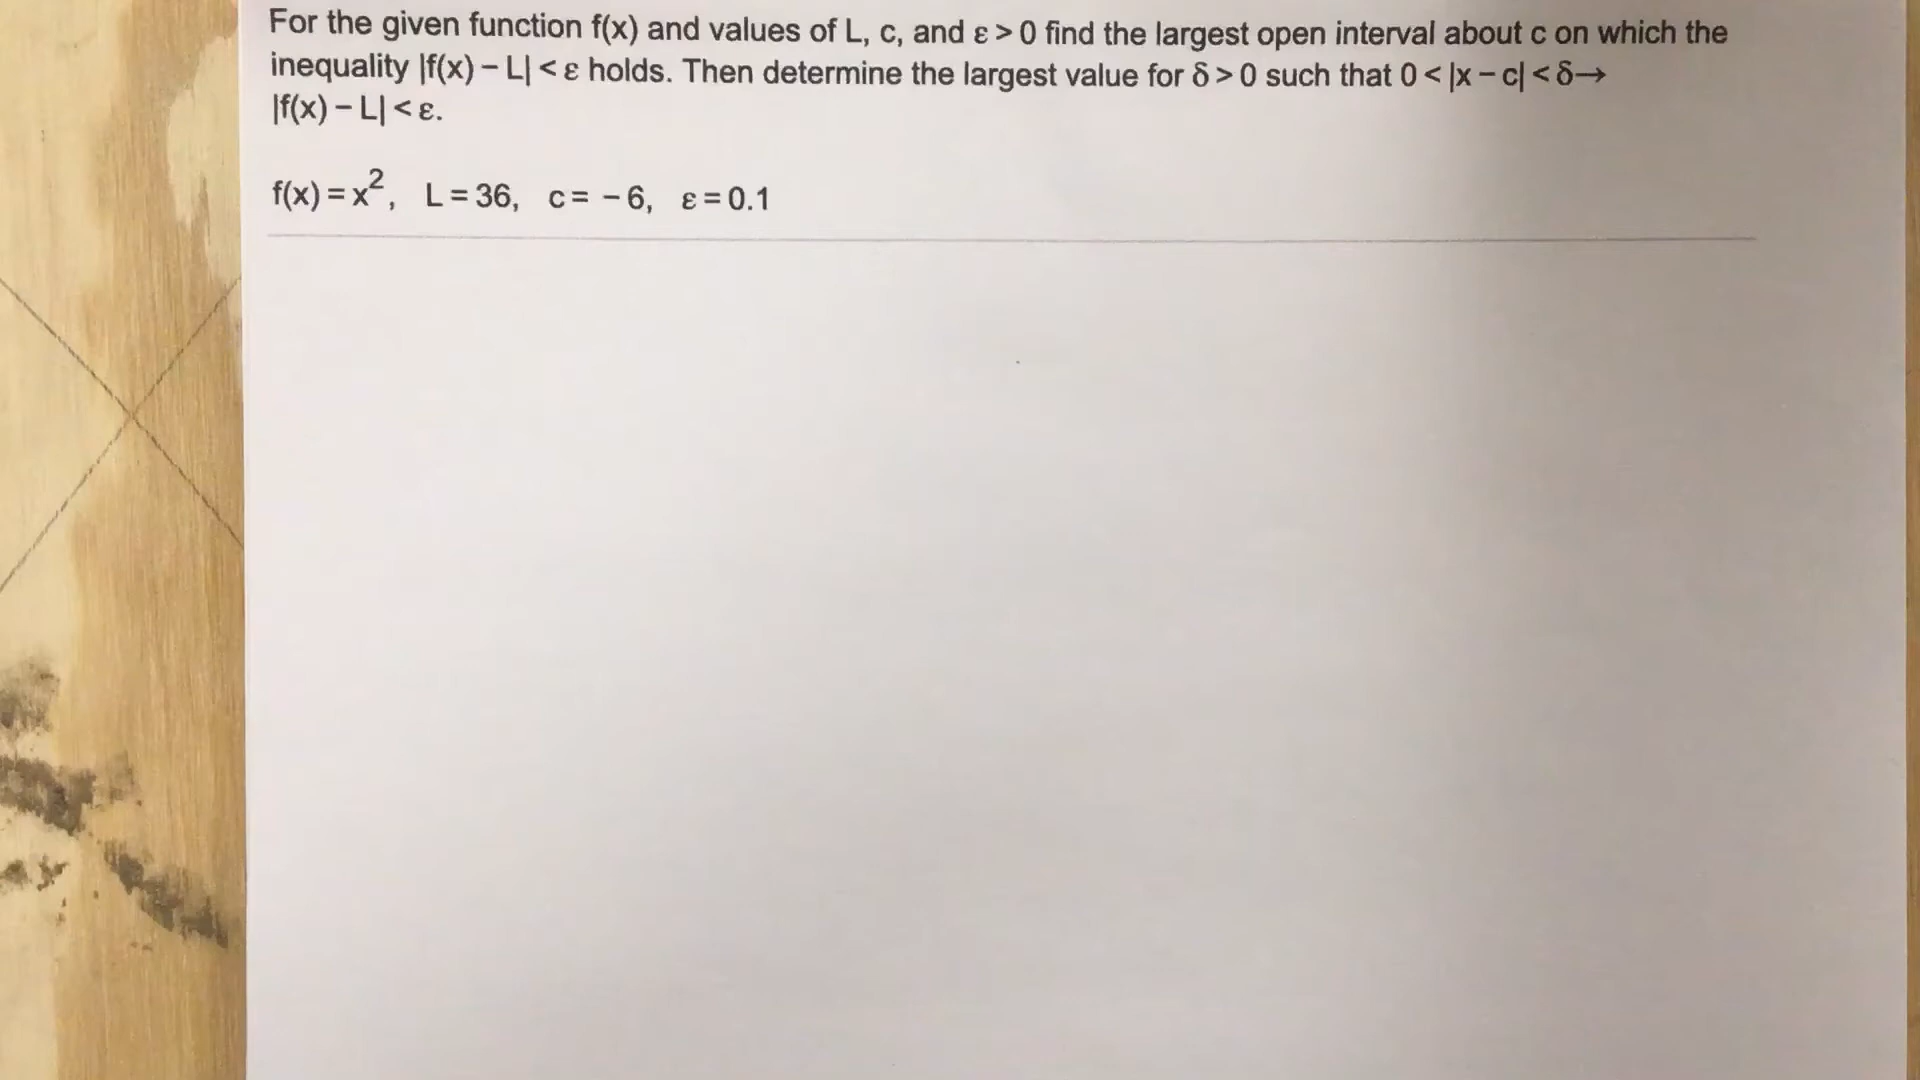 For the given function f(x) and values of L, c, and ε > 0 find the largest open interval about c on which the
inequality |f(x) − L| < ε holds. Then determine the largest value for δ > 0 such that 0 < |x − c| < δ→
|f(x) − L| < ε.
f(x) = x², L = 36, c = − 6, ε = 0.1